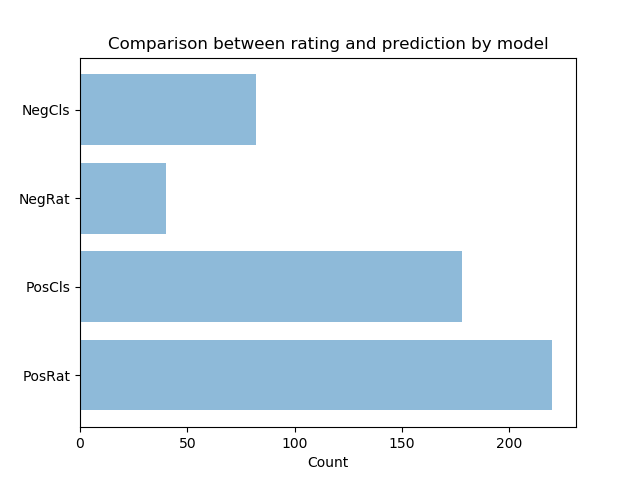 Comparison between rating and prediction by model
NegCls
NegRat
PosCls
PosRat
0 50 100 150 200
Count